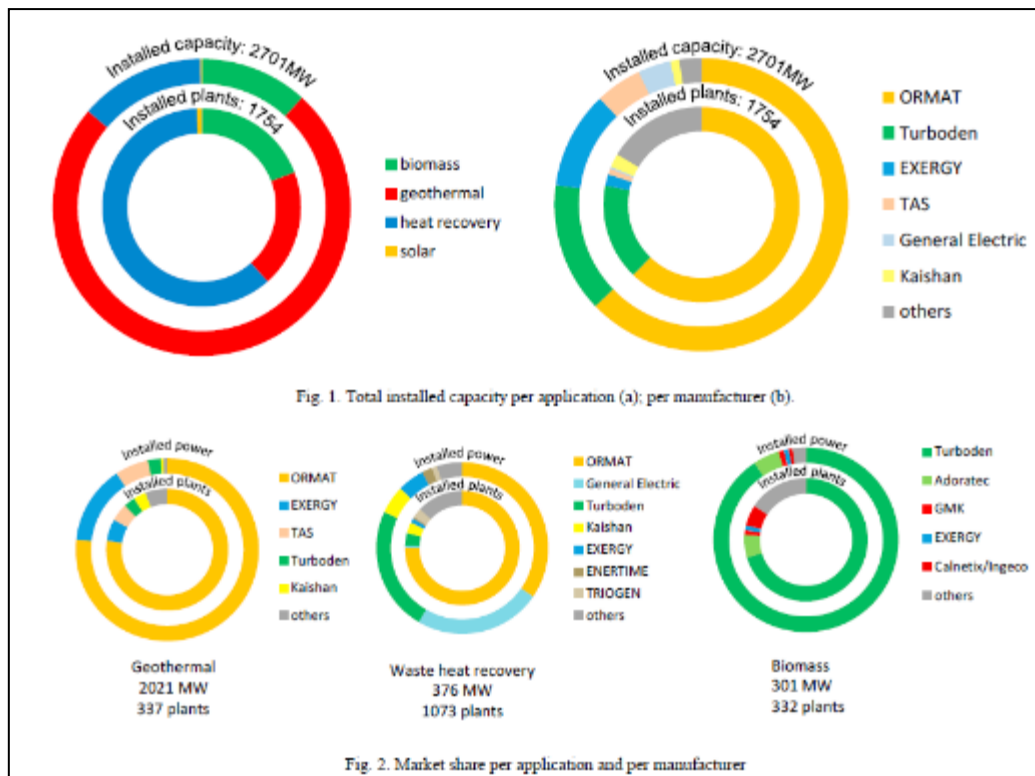 Installed capacity: 2701MW
Installed plants: 1754
biomass
geothermal
heat recovery
solar
Installed capacity: 2701MW
Installed plants: 1754
ORMAT
Turboden
EXERGY
TAS
General Electric
Kaishan
others
Fig. 1. Total installed capacity per application (a); per manufacturer (b).
Installed power
Installed plants
ORMAT
EXERGY
TAS
Turboden
Kaishan
others
Geothermal
2021 MW
337 plants
Installed power
Installed plants
ORMAT
General Electric
Turboden
Kaishan
EXERGY
ENERTIME
TRIOGEN
others
Waste heat recovery
376 MW
1073 plants
Installed power
Installed plants
Turboden
Adoratec
GMK
EXERGY
Calnetix/Ingeco
others
Biomass
301 MW
332 plants
Fig. 2. Market share per application and per manufacturer